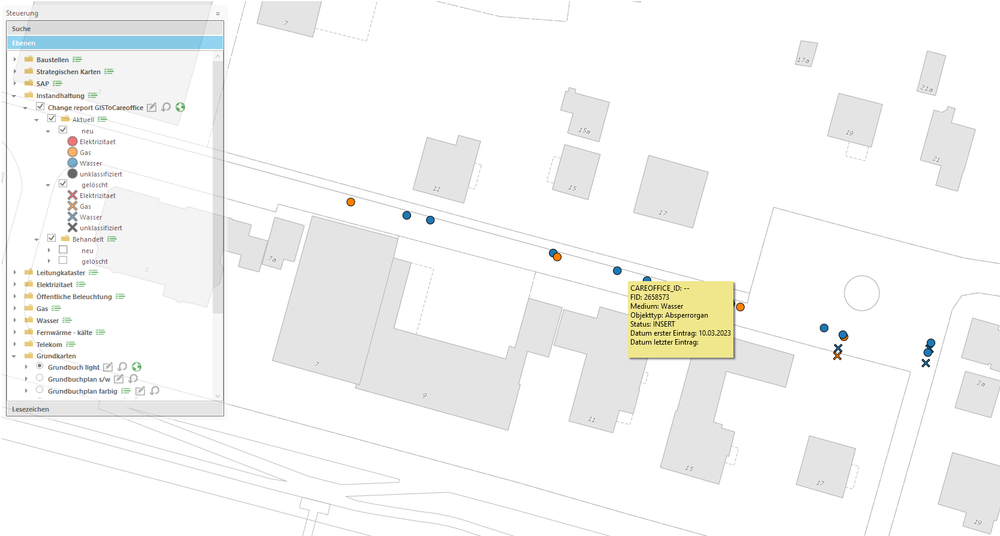 Steuerung
=
Suche
Ebenen
Baustellen
Strategischen Karten
SAP
Instandhaltung
?
Change report GISToCareoffice
Aktuell
neu
Elektrizitaet
Gas
Wasser
unklassifiziert
gelöscht
Elektrizitaet
Gas
Wasser
unklassifiziert
Behandelt
neu
gelöscht
Leitungkataster
Elektrizitaet
Öffentliche Beleuchtung
Gas
Wasser
Fernwärme - kälte
Telekom
Grundkarten
Grundbuch light
Grundbuchplan s/w
Grundbuchplan farbig
Lesezeichen
7
17a
21a
15a
19
21
11
15
17
7a
5
CAREOFFICE_ID: --
FID: 2658573
Medium: Wasser
Objekttyp: Absperrorgan
Status: INSERT
Datum erster Eintrag: 10.03.2023
Datum letzter Eintrag:
7
9
11
2a
15
17
19